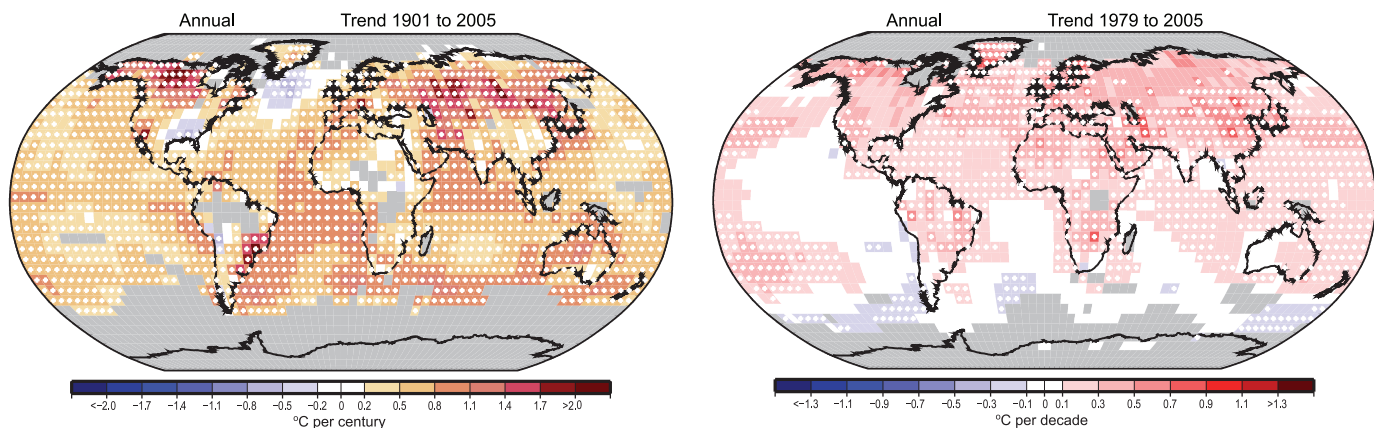 Annual Trend 1901 to 2005
<-2.0 -1.7 -1.4 -1.1 -0.8 -0.5 -0.2 0 0.2 0.5 0.8 1.1 1.4 1.7 >2.0
°C per century
Annual Trend 1979 to 2005
<-1.3 -1.1 -0.9 -0.7 -0.5 -0.3 -0.1 0 0.1 0.3 0.5 0.7 0.9 1.1 >1.3
°C per decade